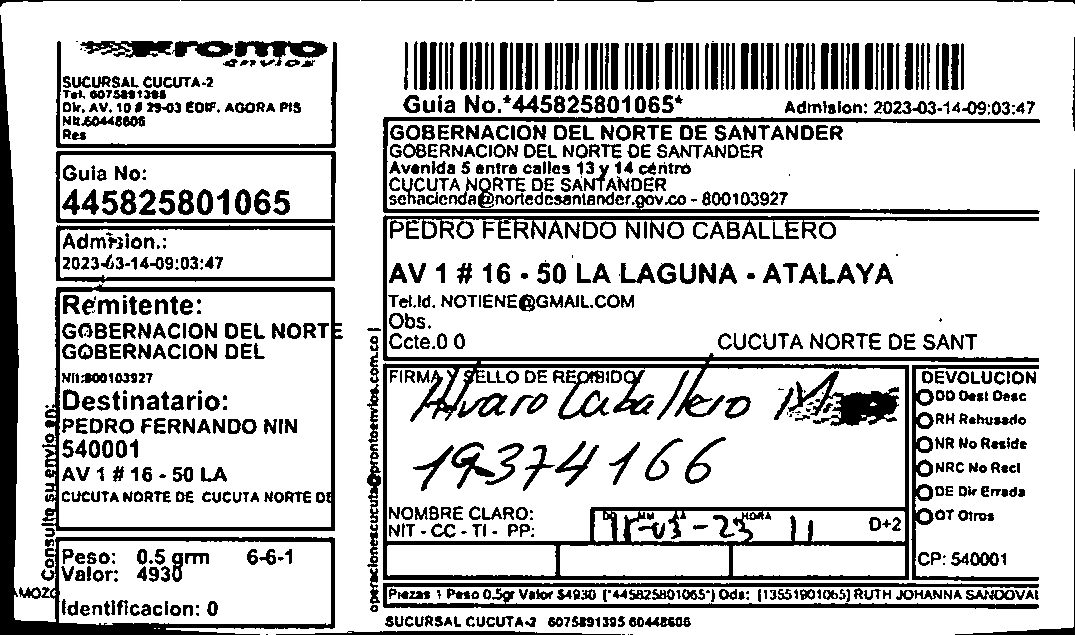 envios
SUCURSAL CUCUTA-2
Tel. 6075891395
Dir. AV. 10 # 29-03 EDIF. AGORA PIS
Nit.60448606
Res
Guia No:
445825801065
Admision.:
2023-03-14-09:03:47
Remitente:
GOBERNACION DEL NORTE
GOBERNACION DEL
Nit:800103927
Destinatario:
PEDRO FERNANDO NIN
540001
AV 1 # 16 - 50 LA
CUCUTA NORTE DE CUCUTA NORTE DE
Peso: 0.5 grm 6-6-1
Valor: 4930
Identificacion: 0
Consulte su envio en:
operacionescucuta@prontoenvios.com.co
Guia No.*445825801065*
Admision: 2023-03-14-09:03:47
GOBERNACION DEL NORTE DE SANTANDER
GOBERNACION DEL NORTE DE SANTANDER
Avenida 5 entre calles 13 y 14 centro
CUCUTA NORTE DE SANTANDER
sehacienda@nortedesantander.gov.co - 800103927
PEDRO FERNANDO NINO CABALLERO
AV 1 # 16 - 50 LA LAGUNA - ATALAYA
Tel.Id. NOTIENE@GMAIL.COM
Obs.
Ccte.0 0 CUCUTA NORTE DE SANT
FIRMA Y SELLO DE RECIBIDO
Alvaro Caballero M
19374166
NOMBRE CLARO:
NIT - CC - TI - PP:
DD MM AA HORA
-03-23 11
D+2
DEVOLUCION
DD Dest Desc
RH Rehusado
NR No Reside
NRC No Recl
DE Dir Errada
OT Otros
CP: 540001
Piezas 1 Peso 0.5gr Valor $4930 (*445825801065*) Ods: [13551901065] RUTH JOHANNA SANDOVAL
SUCURSAL CUCUTA-2 6075891395 60448606